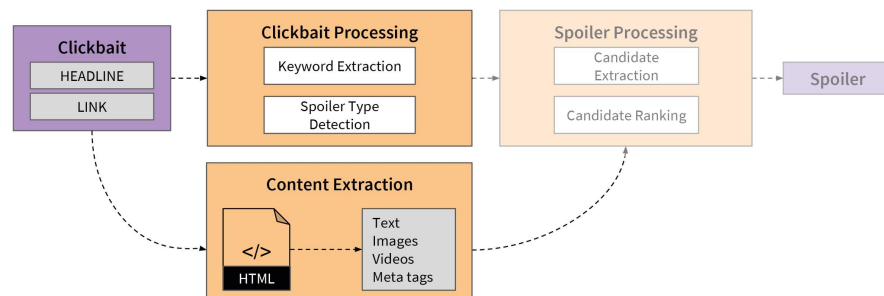 Clickbait
HEADLINE
LINK
Clickbait Processing
Keyword Extraction
Spoiler Type
Detection
Spoiler Processing
Candidate
Extraction
Candidate Ranking
Spoiler
Content Extraction
</>
HTML
Text
Images
Videos
Meta tags